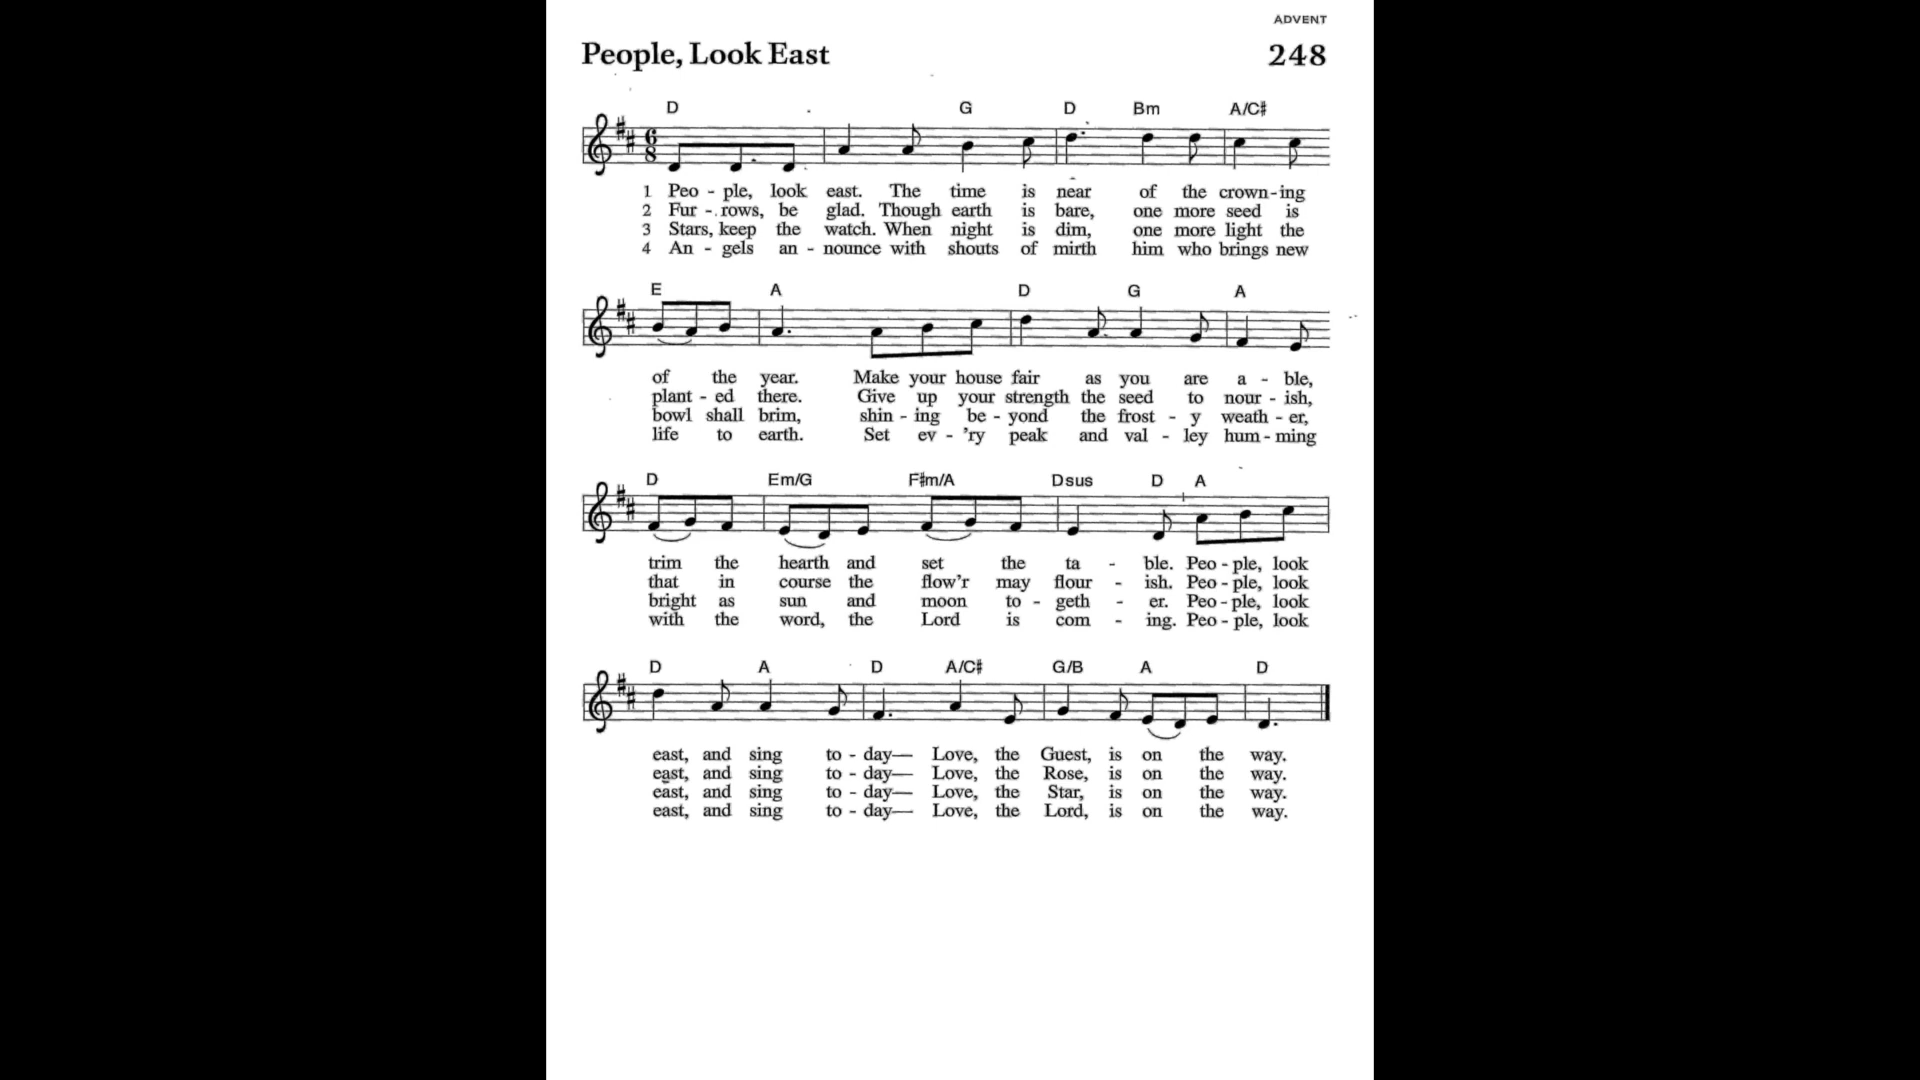 ADVENT
People, Look East 248
D G D Bm A/C♯
6
8
1 Peo - ple, look east. The time is near of the crown - ing
2 Fur - rows, be glad. Though earth is bare, one more seed is
3 Stars, keep the watch. When night is dim, one more light the
4 An - gels an - nounce with shouts of mirth him who brings new
E A D G A
of the year. Make your house fair as you are a - ble,
plant - ed there. Give up your strength the seed to nour - ish,
bowl shall brim, shin - ing be - yond the frost - y weath - er,
life to earth. Set ev - 'ry peak and val - ley hum - ming
D Em/G F♯m/A Dsus D A
trim the hearth and set the ta - ble. Peo - ple, look
that in course the flow'r may flour - ish. Peo - ple, look
bright as sun and moon to - geth - er. Peo - ple, look
with the word, the Lord is com - ing. Peo - ple, look
D A D A/C♯ G/B A D
east, and sing to - day— Love, the Guest, is on the way.
east, and sing to - day— Love, the Rose, is on the way.
east, and sing to - day— Love, the Star, is on the way.
east, and sing to - day— Love, the Lord, is on the way.